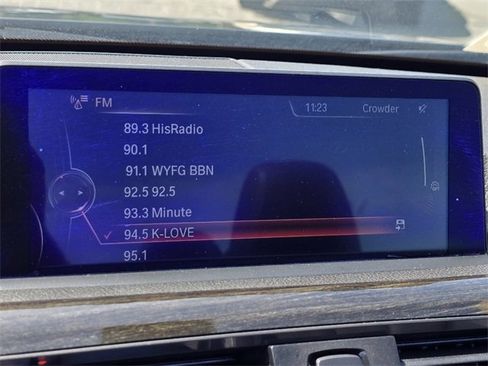 FM 11:23 Crowder
89.3 HisRadio
90.1
91.1 WYFG BBN
92.5 92.5
93.3 Minute
94.5 K-LOVE
95.1